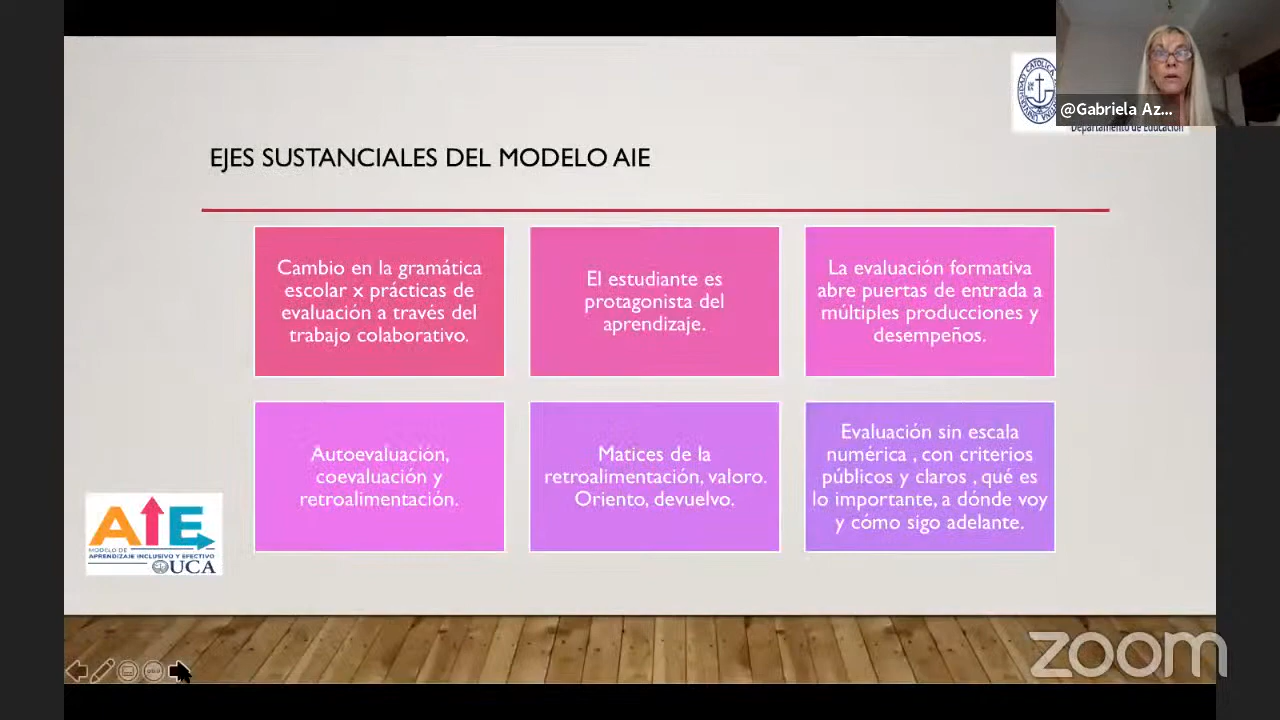 @Gabriela Az...
Departamento de Educación
EJES SUSTANCIALES DEL MODELO AIE
Cambio en la gramática
escolar x prácticas de
evaluación a través del
trabajo colaborativo.
El estudiante es
protagonista del
aprendizaje.
La evaluación formativa
abre puertas de entrada a
múltiples producciones y
desempeños.
Autoevaluación,
coevaluación y
retroalimentación.
Matices de la
retroalimentación, valoro.
Oriento, devuelvo.
Evaluación sin escala
numérica , con criterios
públicos y claros , qué es
lo importante, a dónde voy
y cómo sigo adelante.
AIE
MODELO DE
APRENDIZAJE INCLUSIVO Y EFECTIVO
UCA
zoom